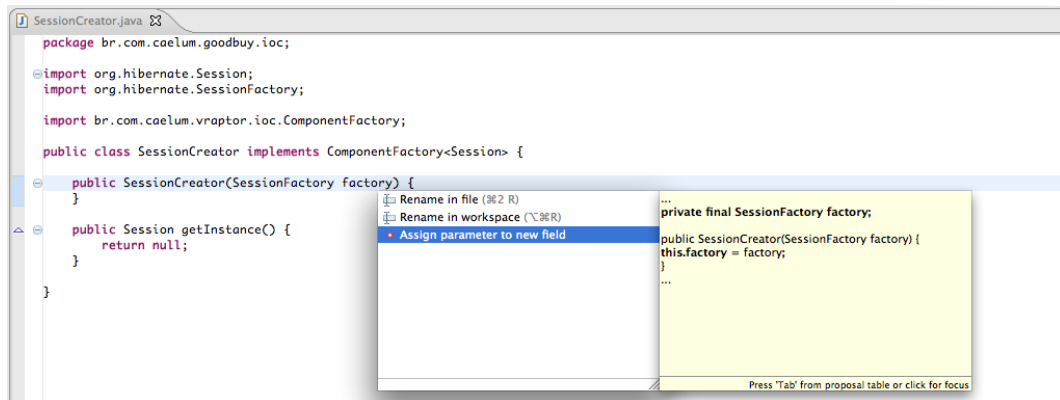 SessionCreator.java
package br.com.caelum.goodbuy.ioc;
import org.hibernate.Session;
import org.hibernate.SessionFactory;
import br.com.caelum.vraptor.ioc.ComponentFactory;
public class SessionCreator implements ComponentFactory<Session> {
public SessionCreator(SessionFactory factory) {
}
public Session getInstance() {
return null;
}
}
Rename in file (⌘2 R)
Rename in workspace (⌥⌘R)
Assign parameter to new field
...
private final SessionFactory factory;
public SessionCreator(SessionFactory factory) {
this.factory = factory;
}
...
Press 'Tab' from proposal table or click for focus